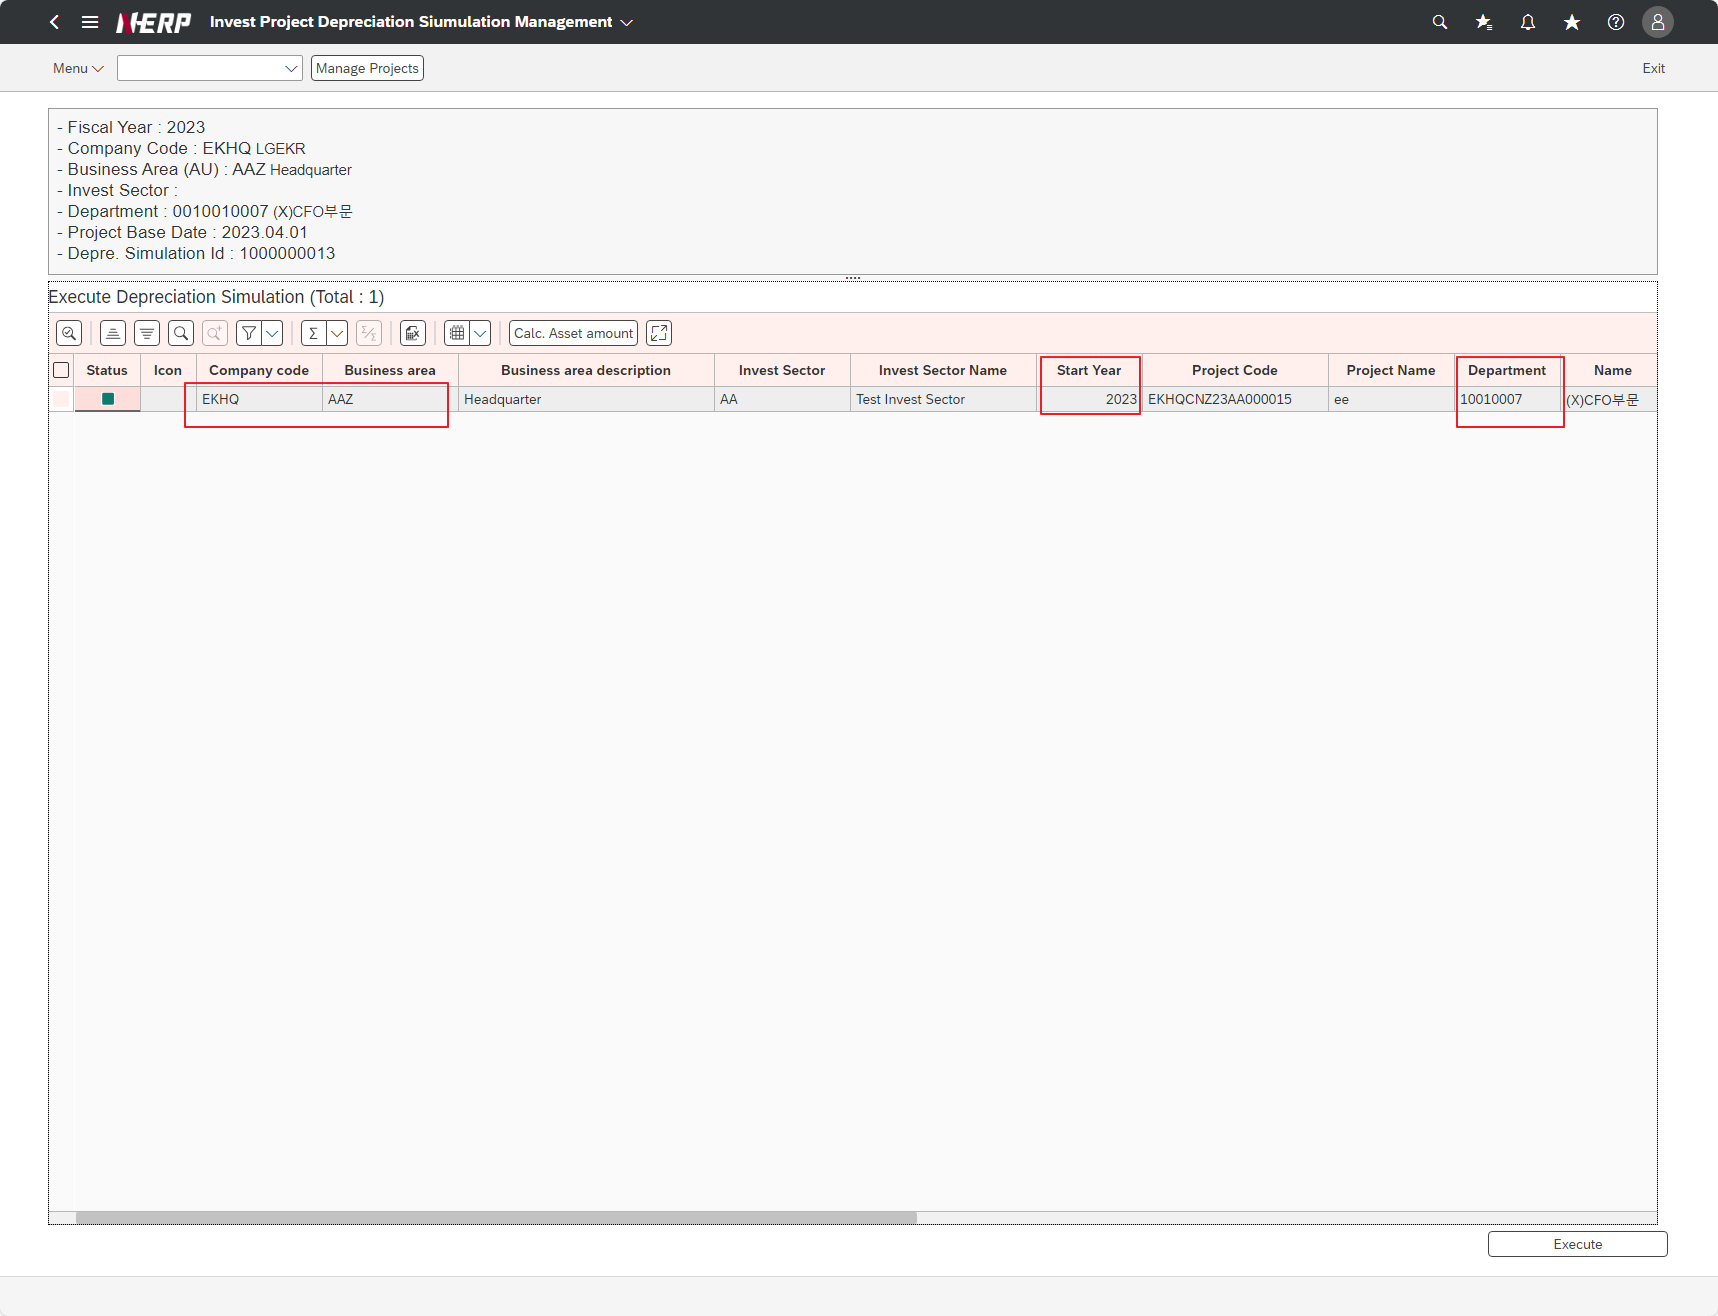 NERP Invest Project Depreciation Siumulation Management
Menu Manage Projects Exit
- Fiscal Year : 2023
- Company Code : EKHQ LGEKR
- Business Area (AU) : AAZ Headquarter
- Invest Sector :
- Department : 0010010007 (X)CFO부문
- Project Base Date : 2023.04.01
- Depre. Simulation Id : 1000000013
Execute Depreciation Simulation (Total : 1)
Calc. Asset amount
Status Icon Company code Business area Business area description Invest Sector Invest Sector Name Start Year Project Code Project Name Department Name
EKHQ AAZ Headquarter AA Test Invest Sector 2023 EKHQCNZ23AA000015 ee 10010007 (X)CFO부문
Execute